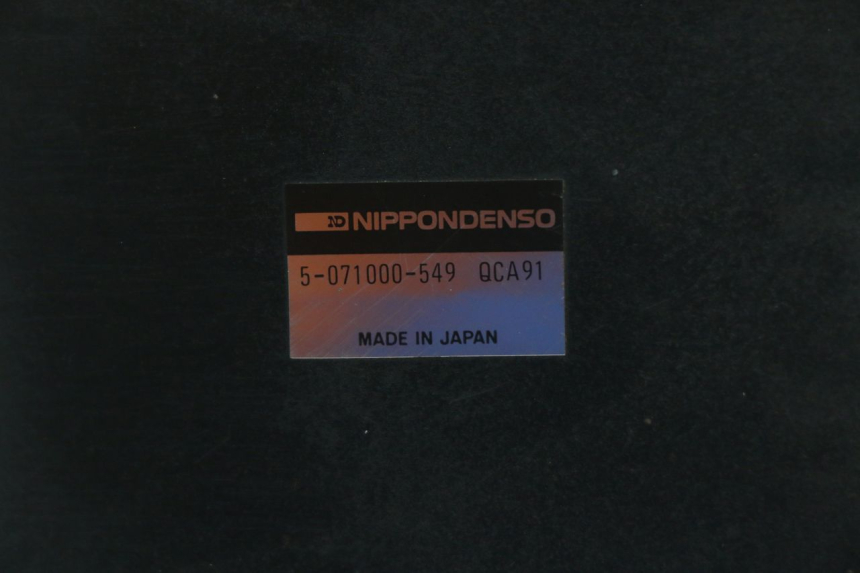 ND NIPPONDENSO
5-071000-549 QCA91
MADE IN JAPAN